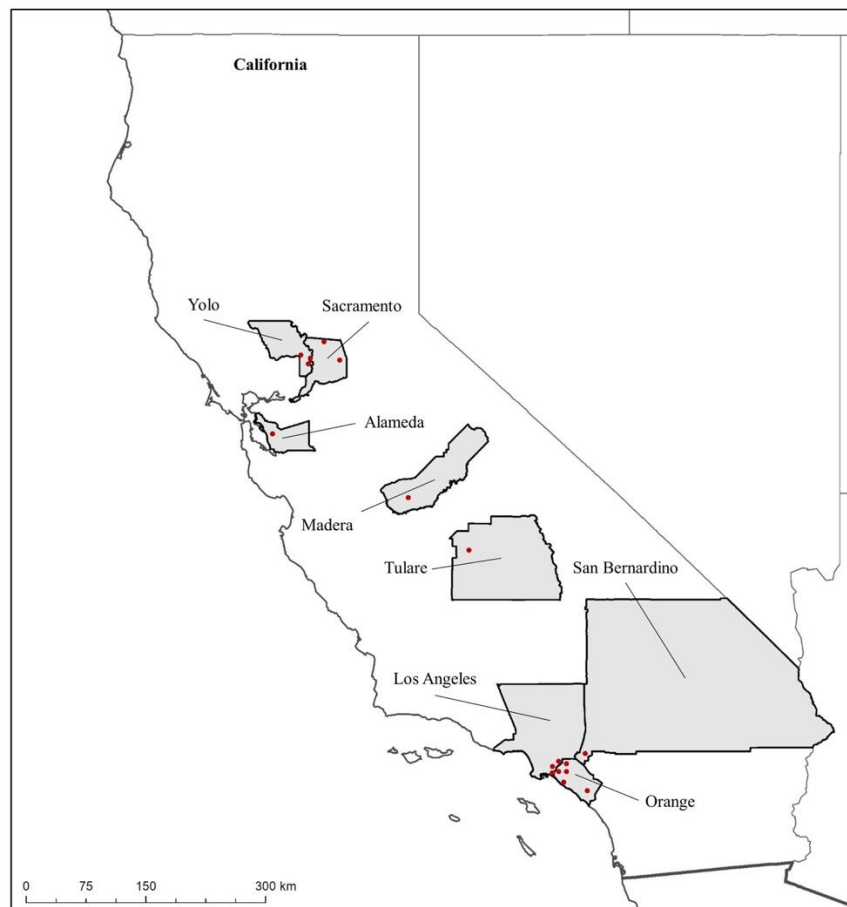 California
Yolo
Sacramento
Alameda
Madera
Tulare
San Bernardino
Los Angeles
Orange
0 75 150 300 km